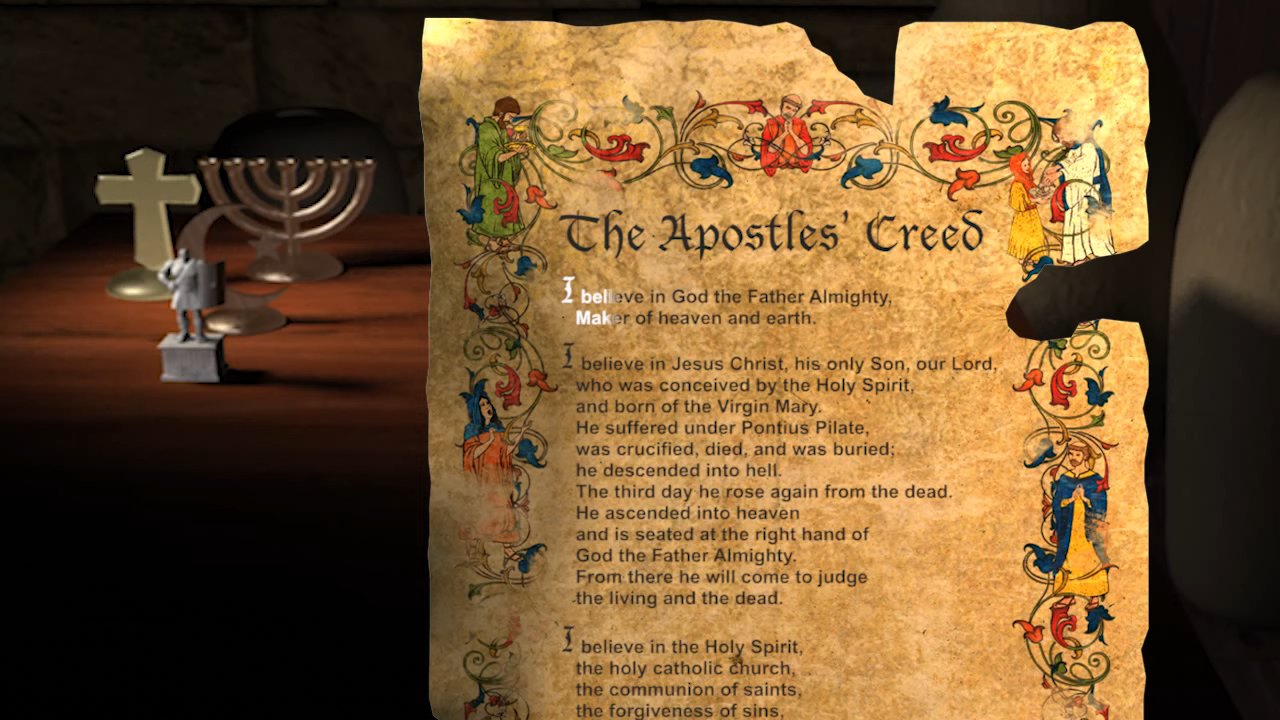 The Apostles' Creed
I believe in God the Father Almighty,
Maker of heaven and earth.
I believe in Jesus Christ, his only Son, our Lord,
who was conceived by the Holy Spirit,
and born of the Virgin Mary.
He suffered under Pontius Pilate,
was crucified, died, and was buried;
he descended into hell.
The third day he rose again from the dead.
He ascended into heaven
and is seated at the right hand of
God the Father Almighty.
From there he will come to judge
the living and the dead.
I believe in the Holy Spirit,
the holy catholic church,
the communion of saints,
the forgiveness of sins,